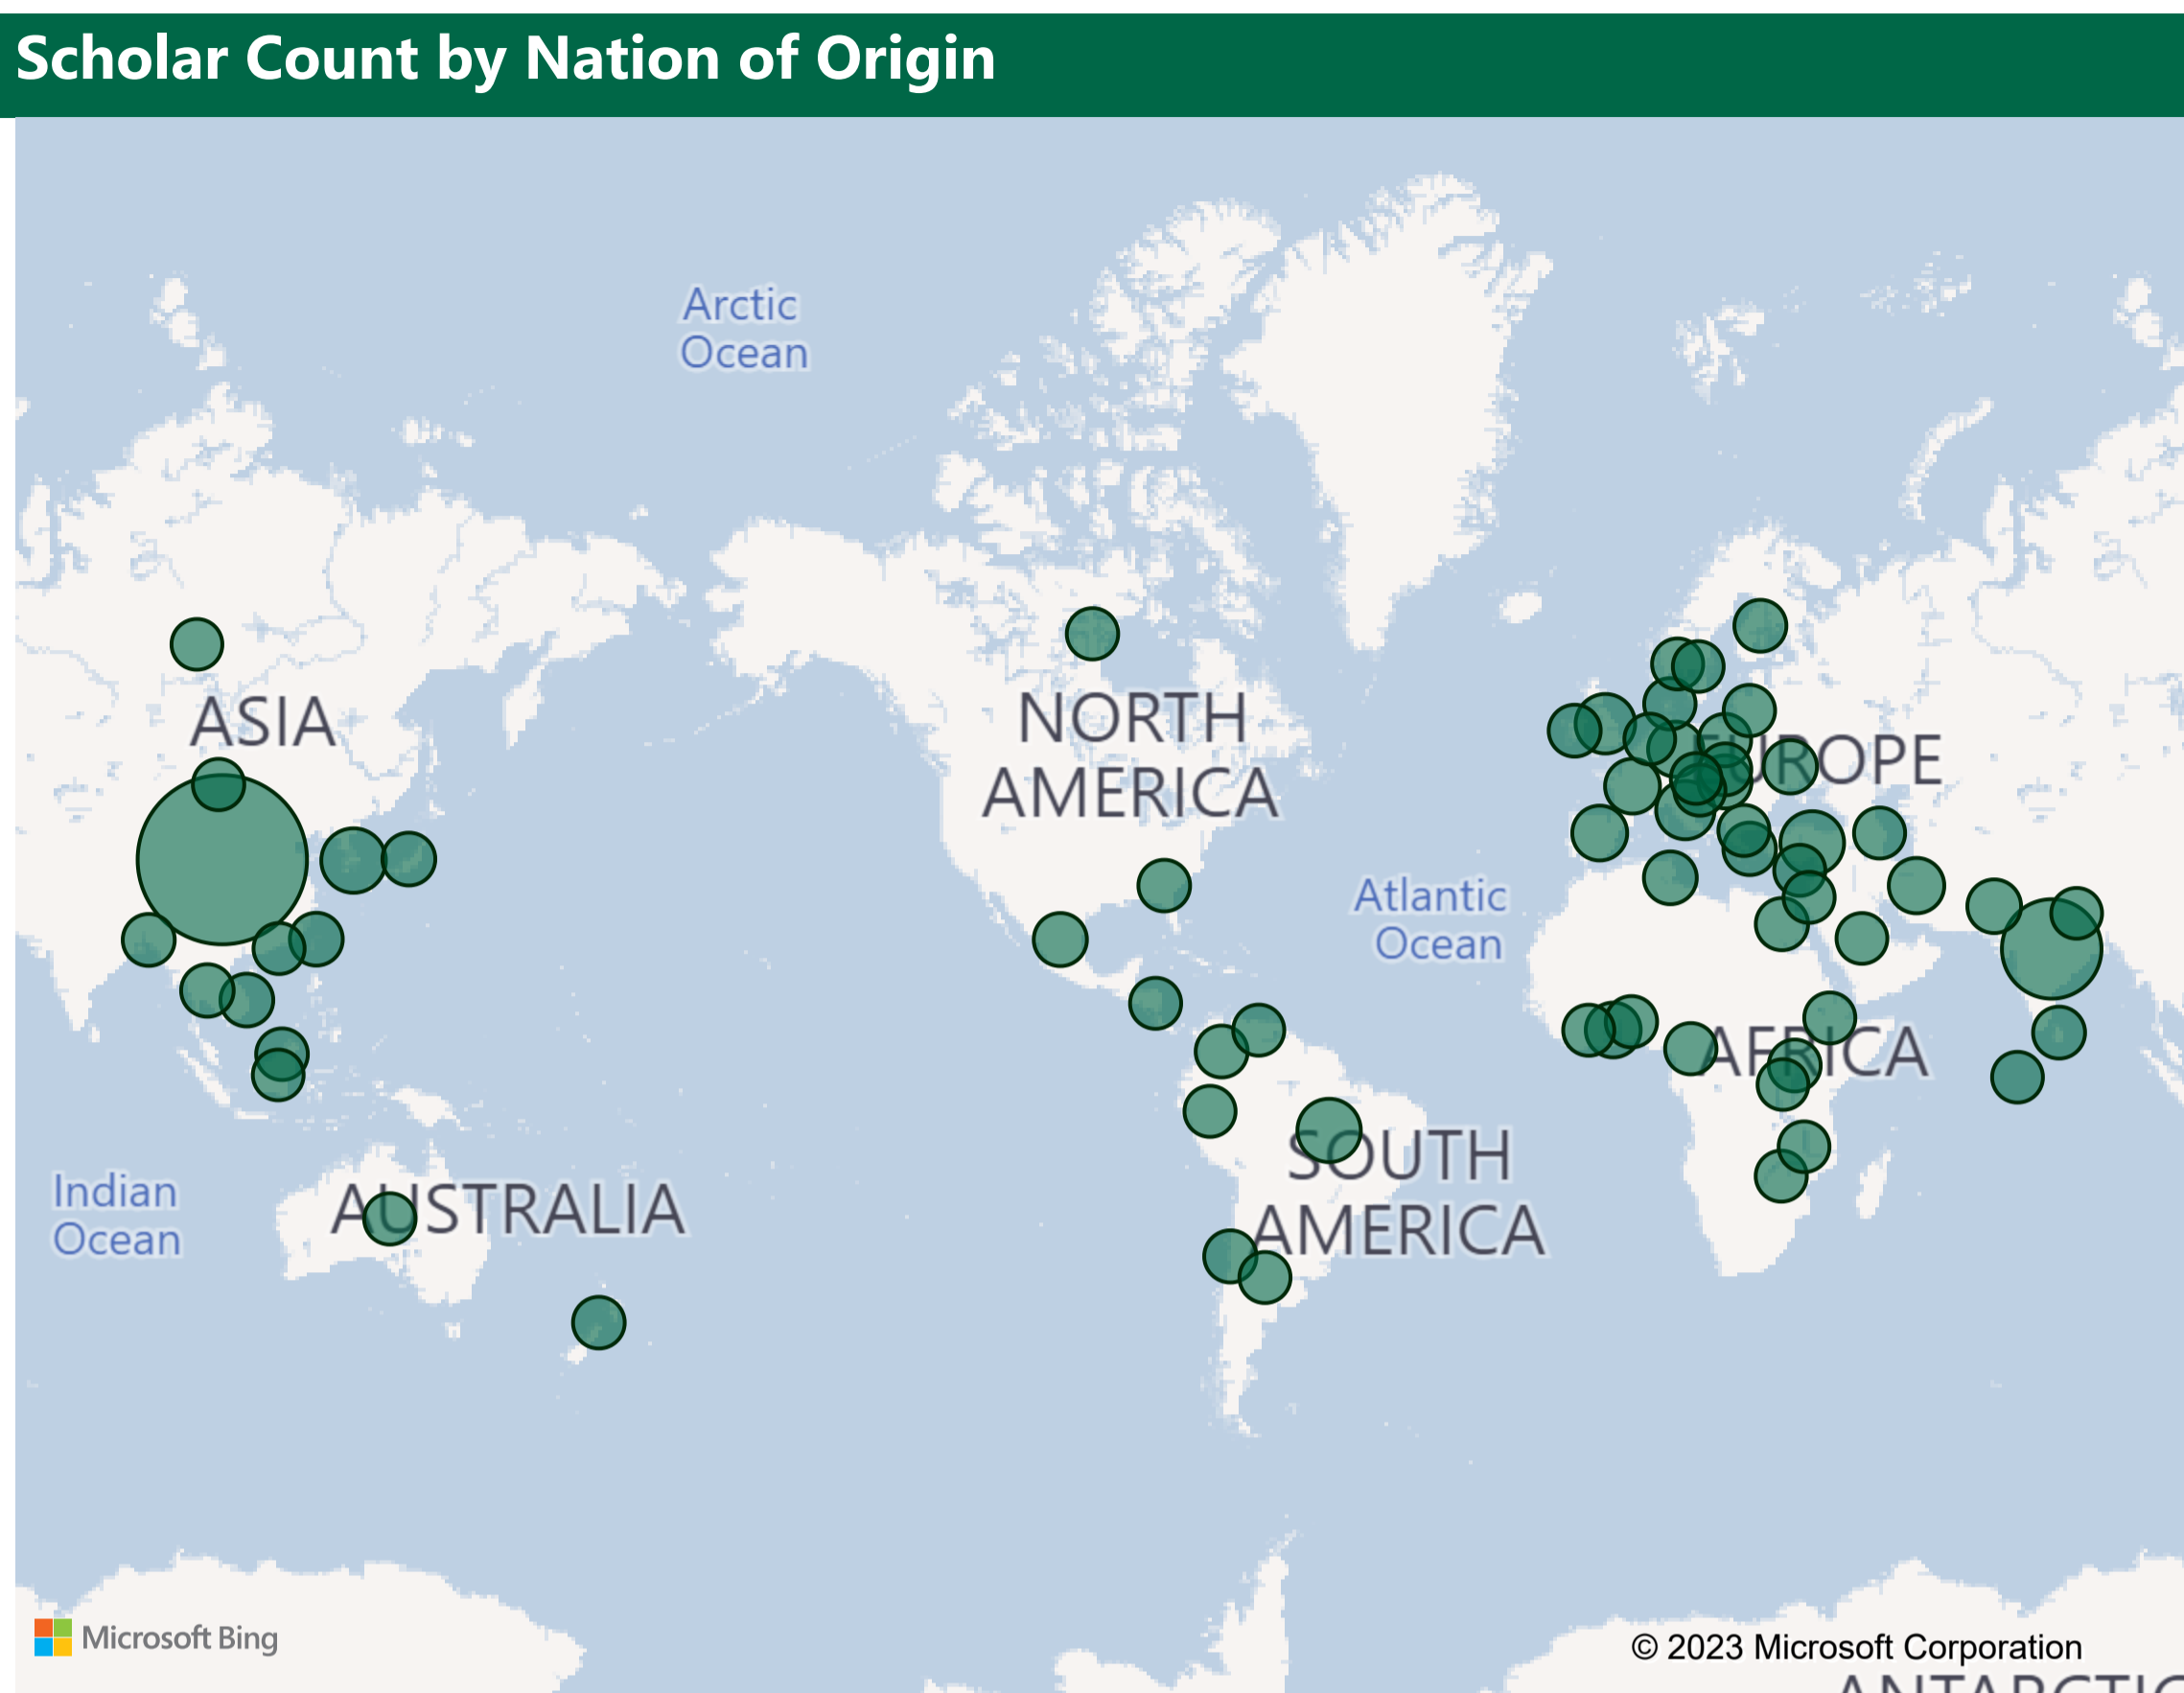 Scholar Count by Nation of Origin
Arctic
Ocean
ASIA
NORTH
AMERICA
EUROPE
Atlantic
Ocean
AFRICA
SOUTH
AMERICA
Indian
Ocean
AUSTRALIA
Microsoft Bing
© 2023 Microsoft Corporation
ANTARCTIC